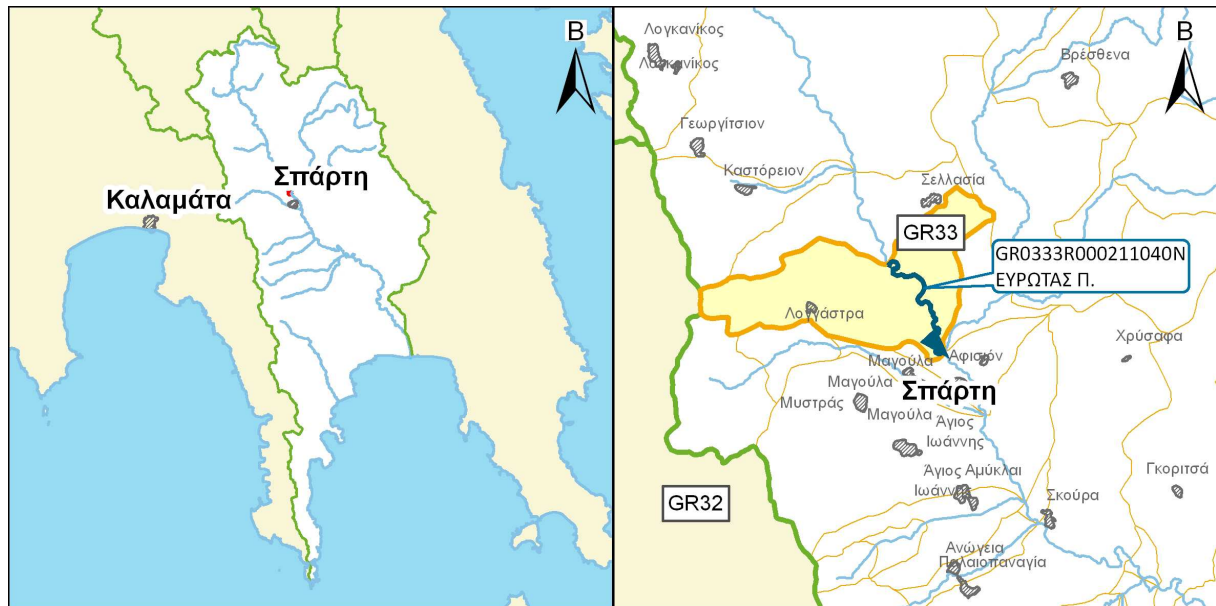 B
Σπάρτη
Καλαμάτα
B
Λογκανίκος
Λογκανίκος
Βρέσθενα
Γεωργίτσιον
Καστόρειον
Σελλασία
GR33
GR0333R000211040N
ΕΥΡΩΤΑΣ Π.
Λογγάστρα
Χρύσαφα
Αφισιόν
Μαγούλα
Μαγούλα
Σπάρτη
Μυστράς
Μαγούλα
Άγιος
Ιωάννης
Άγιος Αμύκλαι
Ιωάννης
Γκοριτσά
GR32
Σκούρα
Ανώγεια
Παλαιοπαναγία